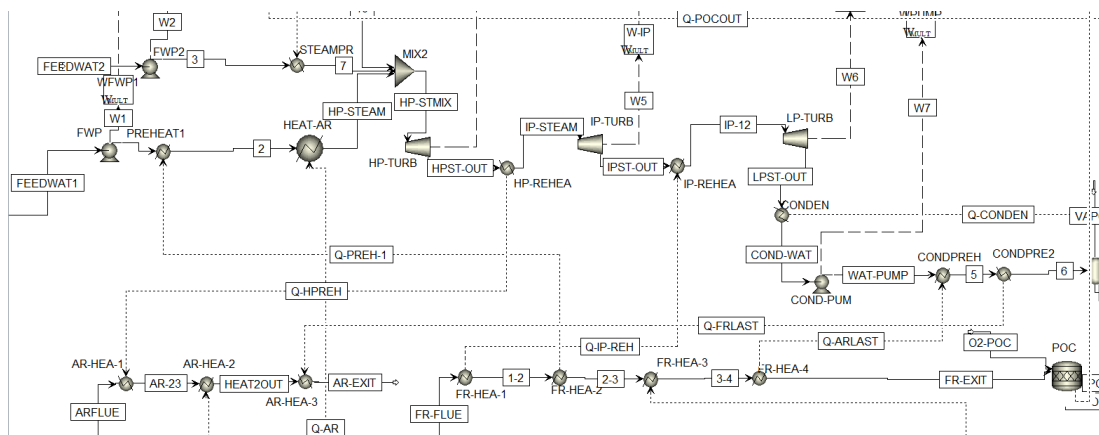 W2
Q-POCOUT
W-IP
WMULT
WMULT
FWP2
3
STEAMPR
MIX2
FEEDWAT2
7
W6
WFWP1
WMULT
HP-STMIX
W5
W7
W1
HP-STEAM
FWP
PREHEAT1
HEAT-AR
IP-STEAM
IP-TURB
IP-12
LP-TURB
2
HP-TURB
HPST-OUT
IPST-OUT
LPST-OUT
FEEDWAT1
HP-REHEA
IP-REHEA
CONDEN
Q-CONDEN
Q-PREH-1
COND-WAT
CONDPREH
CONDPRE2
WAT-PUMP
5
6
Q-HPREH
COND-PUM
Q-FRLAST
Q-ARLAST
O2-POC
POC
AR-HEA-1
AR-HEA-2
Q-IP-REH
FR-HEA-3
AR-23
HEAT2OUT
AR-EXIT
1-2
2-3
3-4
FR-HEA-4
FR-EXIT
AR-HEA-3
FR-HEA-1
FR-HEA-2
ARFLUE
FR-FLUE
Q-AR